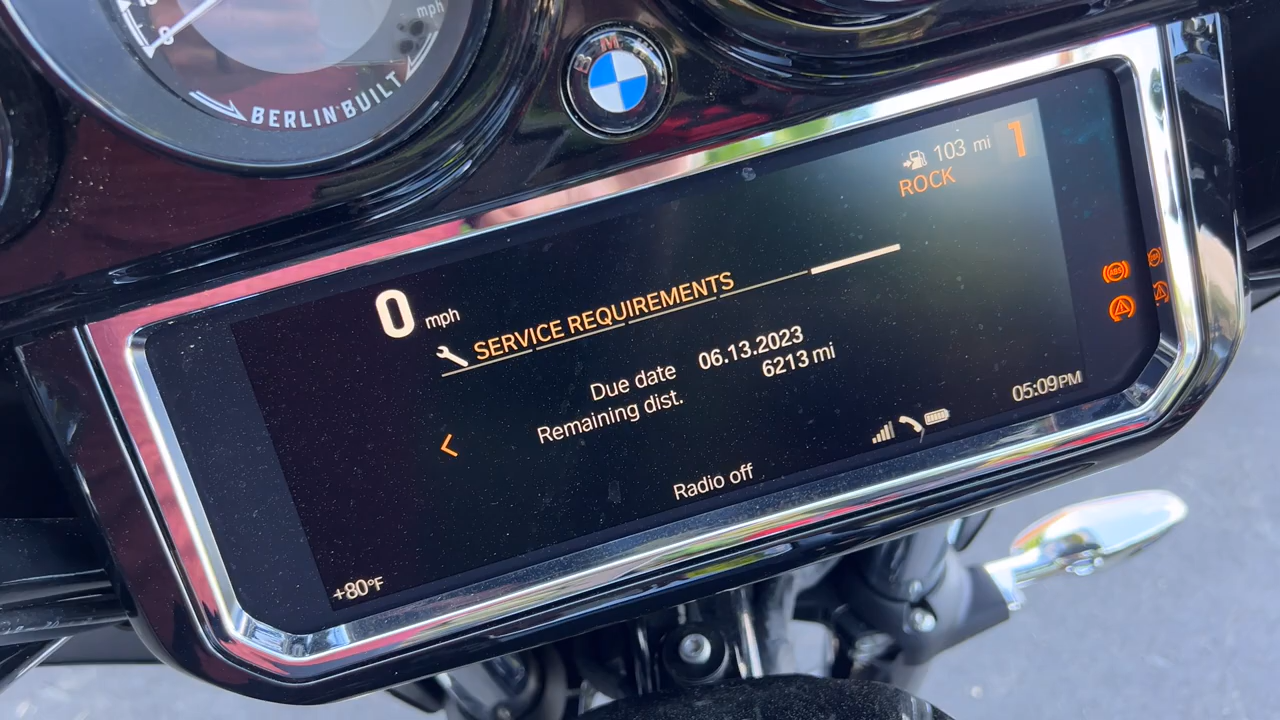 mph
BERLIN BUILT
BMW
103 mi
1
ROCK
0 mph
SERVICE REQUIREMENTS
Due date 06.13.2023
Remaining dist. 6213 mi
<
05:09PM
Radio off
+80°F
ABS